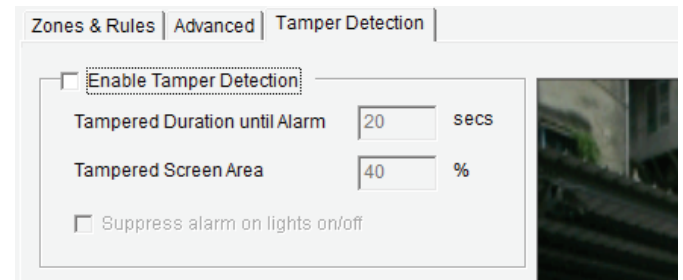 Zones & Rules Advanced Tamper Detection
Enable Tamper Detection
Tampered Duration until Alarm 20 secs
Tampered Screen Area 40 %
Suppress alarm on lights on/off